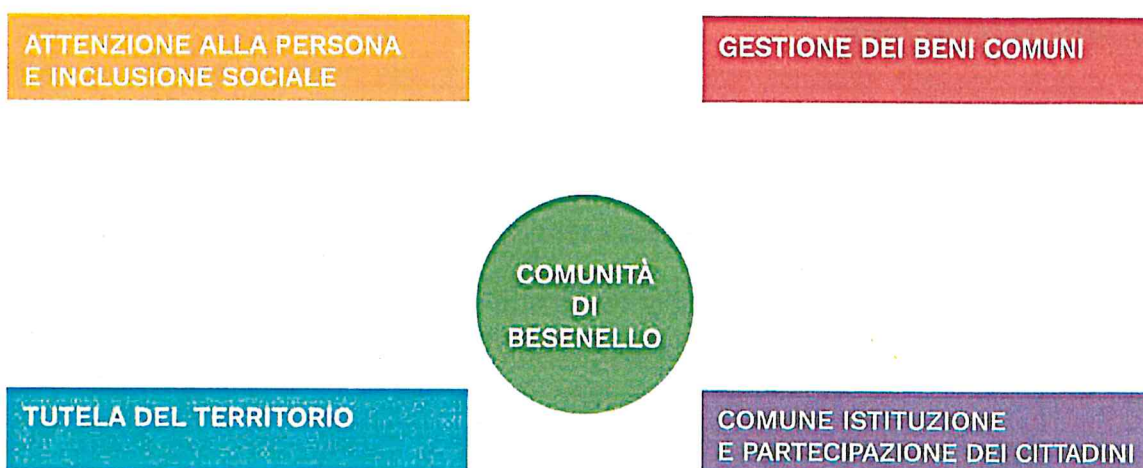 ATTENZIONE ALLA PERSONA
E INCLUSIONE SOCIALE
GESTIONE DEI BENI COMUNI
COMUNITÀ
DI
BESENELLO
TUTELA DEL TERRITORIO
COMUNE ISTITUZIONE
E PARTECIPAZIONE DEI CITTADINI